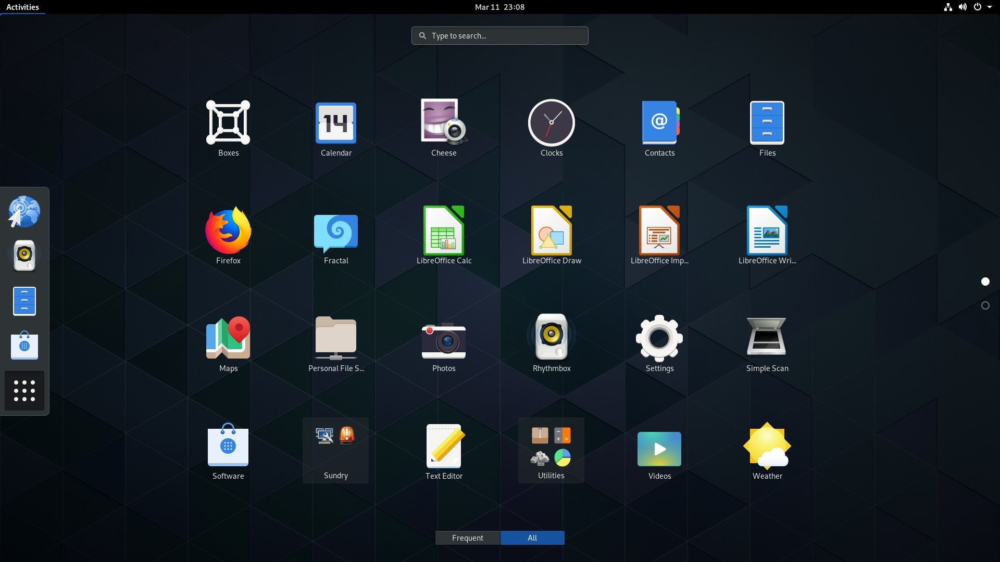 Activities
Mar 11 23:08
Type to search...
14
@
Boxes
Calendar
Cheese
Clocks
Contacts
Files
Firefox
Fractal
LibreOffice Calc
LibreOffice Draw
LibreOffice Imp...
LibreOffice Wri...
Maps
Personal File S...
Photos
Rhythmbox
Settings
Simple Scan
Software
Sundry
Text Editor
Utilities
Videos
Weather
Frequent
All